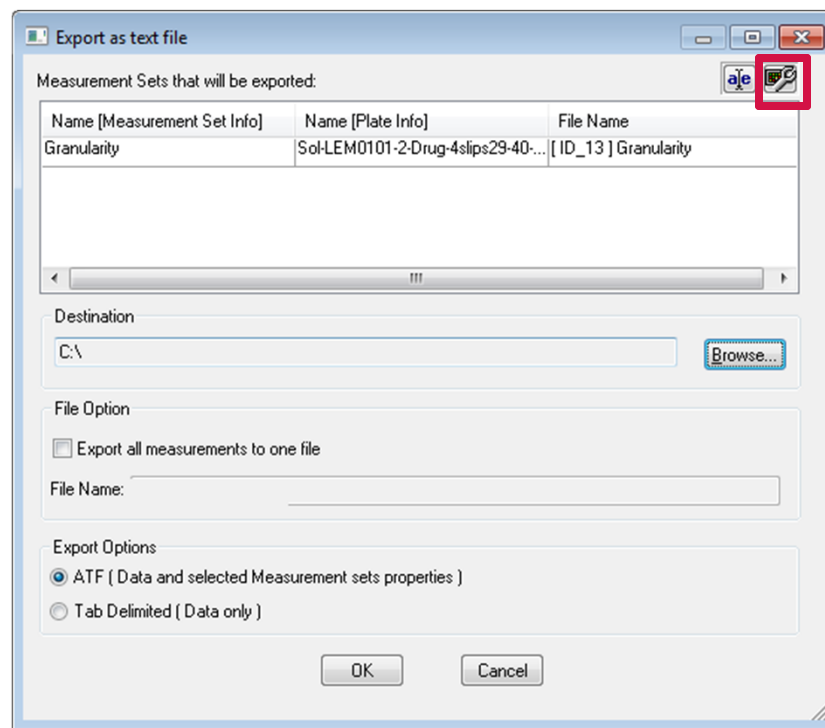 Export as text file
Measurement Sets that will be exported:
a|e
Name [Measurement Set Info] Name [Plate Info] File Name
Granularity Sol-LEM0101-2-Drug-4slips29-40-... [ ID_13 ] Granularity
Destination
C:\
Browse...
File Option
Export all measurements to one file
File Name:
Export Options
ATF ( Data and selected Measurement sets properties )
Tab Delimited ( Data only )
OK Cancel